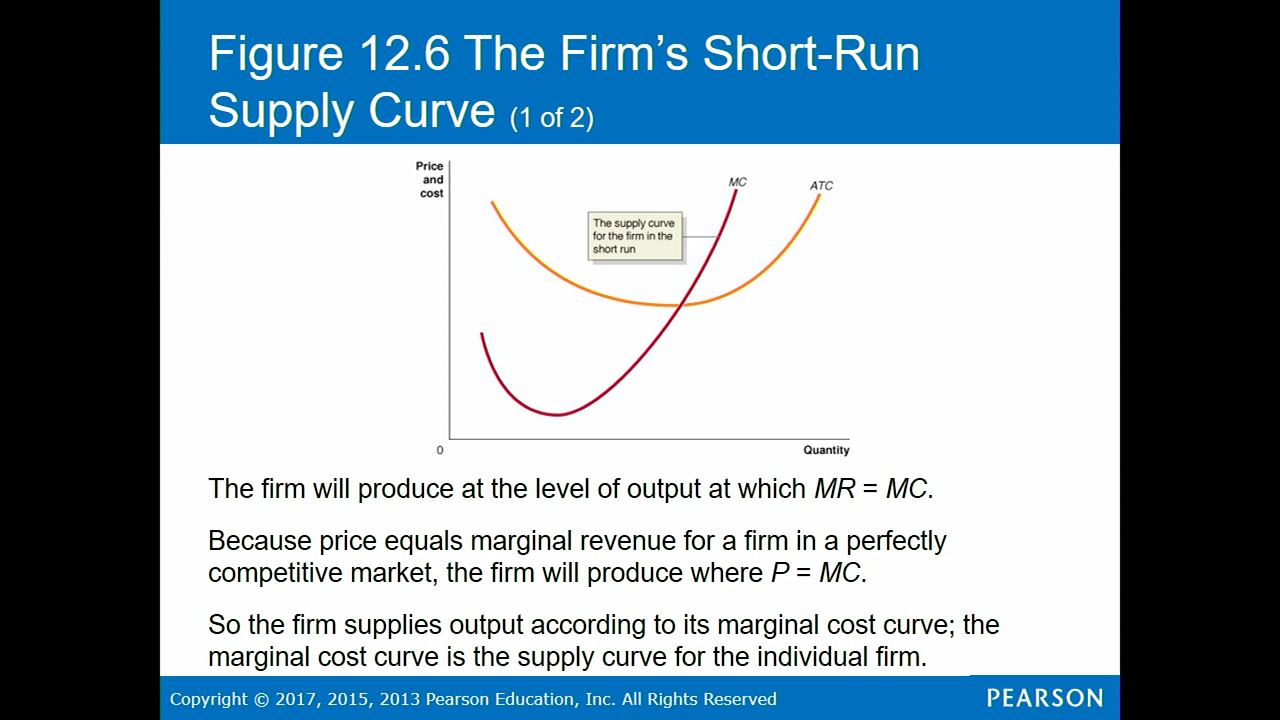 Figure 12.6 The Firm’s Short-Run
Supply Curve (1 of 2)
Price
and
cost
MC
ATC
The supply curve
for the firm in the
short run
0
Quantity
The firm will produce at the level of output at which MR = MC.
Because price equals marginal revenue for a firm in a perfectly
competitive market, the firm will produce where P = MC.
So the firm supplies output according to its marginal cost curve; the
marginal cost curve is the supply curve for the individual firm.
Copyright © 2017, 2015, 2013 Pearson Education, Inc. All Rights Reserved
PEARSON